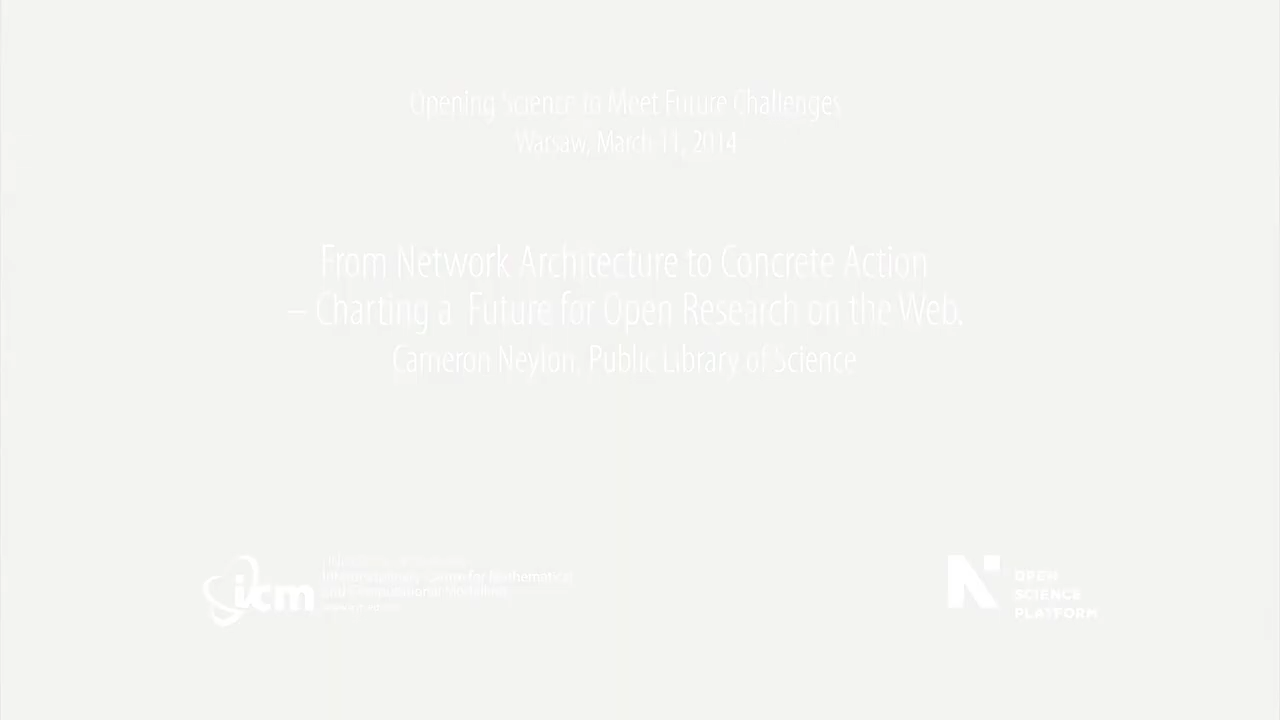 Opening Science to Meet Future Challenges
Warsaw, March 11, 2014
From Network Architecture to Concrete Action
– Charting a Future for Open Research on the Web.
Cameron Neylon, Public Library of Science
icm
Interdisciplinary Centre for Mathematical
and Computational Modelling
OPEN
SCIENCE
PLATFORM